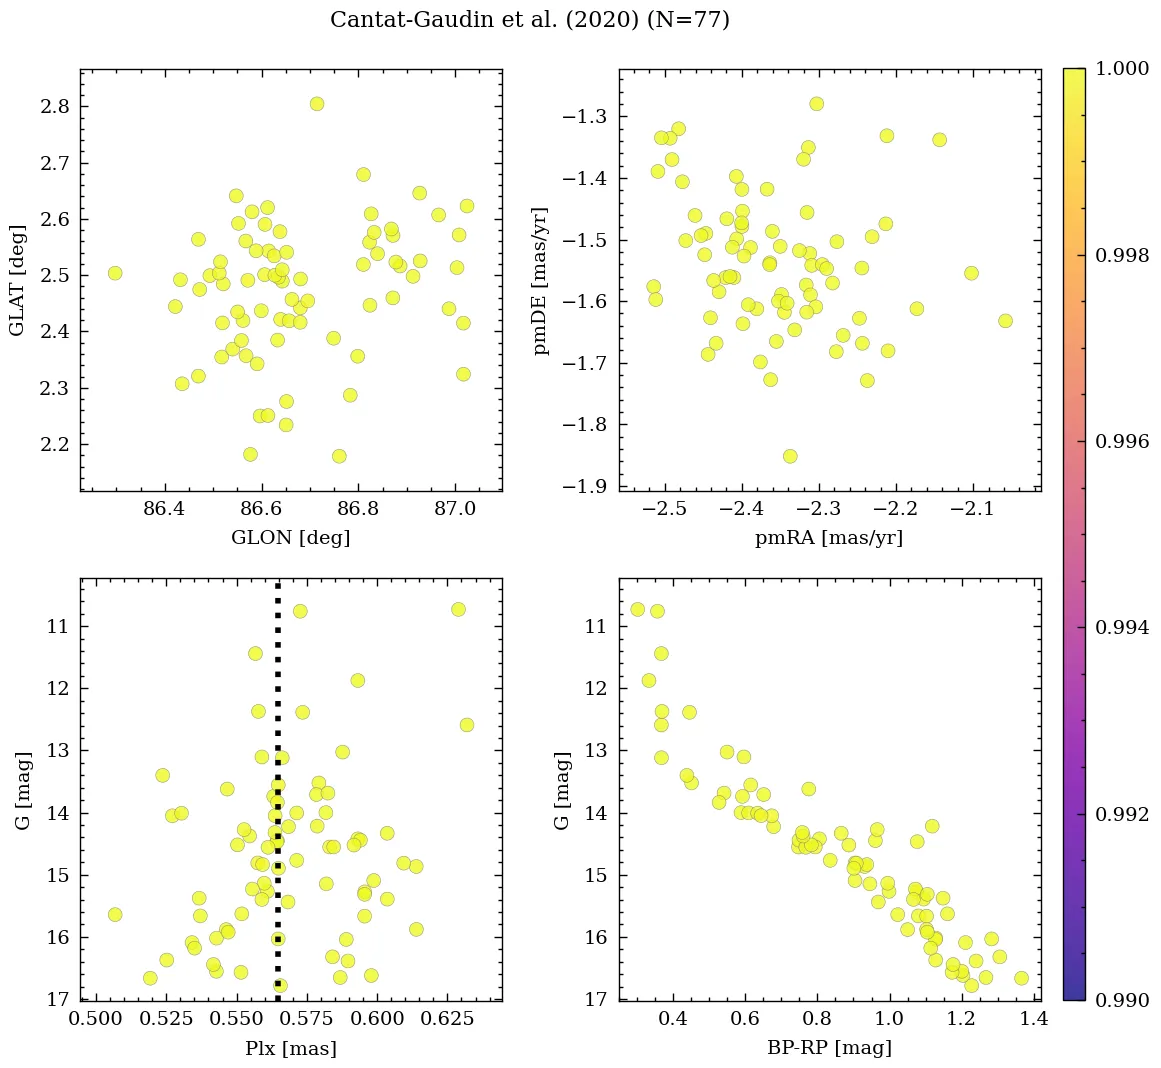 Cantat-Gaudin et al. (2020) (N=77)
2.8
2.7
2.6
2.5
2.4
2.3
2.2
GLAT [deg]
86.4 86.6 86.8 87.0
GLON [deg]
−1.3
−1.4
−1.5
−1.6
−1.7
−1.8
−1.9
pmDE [mas/yr]
−2.5 −2.4 −2.3 −2.2 −2.1
pmRA [mas/yr]
1.000
0.998
0.996
0.994
0.992
0.990
11
12
13
14
15
16
17
G [mag]
0.500 0.525 0.550 0.575 0.600 0.625
Plx [mas]
11
12
13
14
15
16
17
G [mag]
0.4 0.6 0.8 1.0 1.2 1.4
BP-RP [mag]